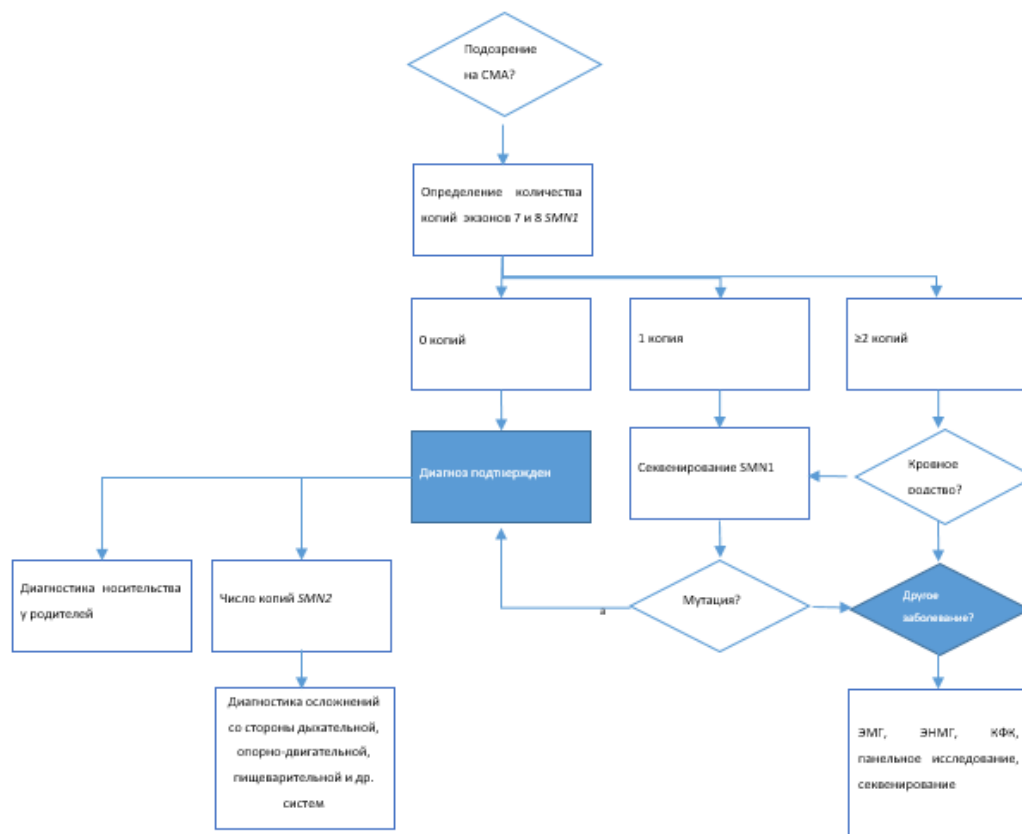 Подозрение
на СМА?
Определение количества
копий экзонов 7 и 8 SMN1
0 копий
1 копия
≥2 копий
Диагноз подтвержден
Секвенирование SMN1
Кровное
родство?
Диагностика носительства
у родителей
Число копий SMN2
а
Мутация?
Другое
заболевание?
Диагностика осложнений
со стороны дыхательной,
опорно-двигательной,
пищеварительной и др.
систем
ЭМГ, ЭНМГ, КФК,
панельное исследование,
секвенирование